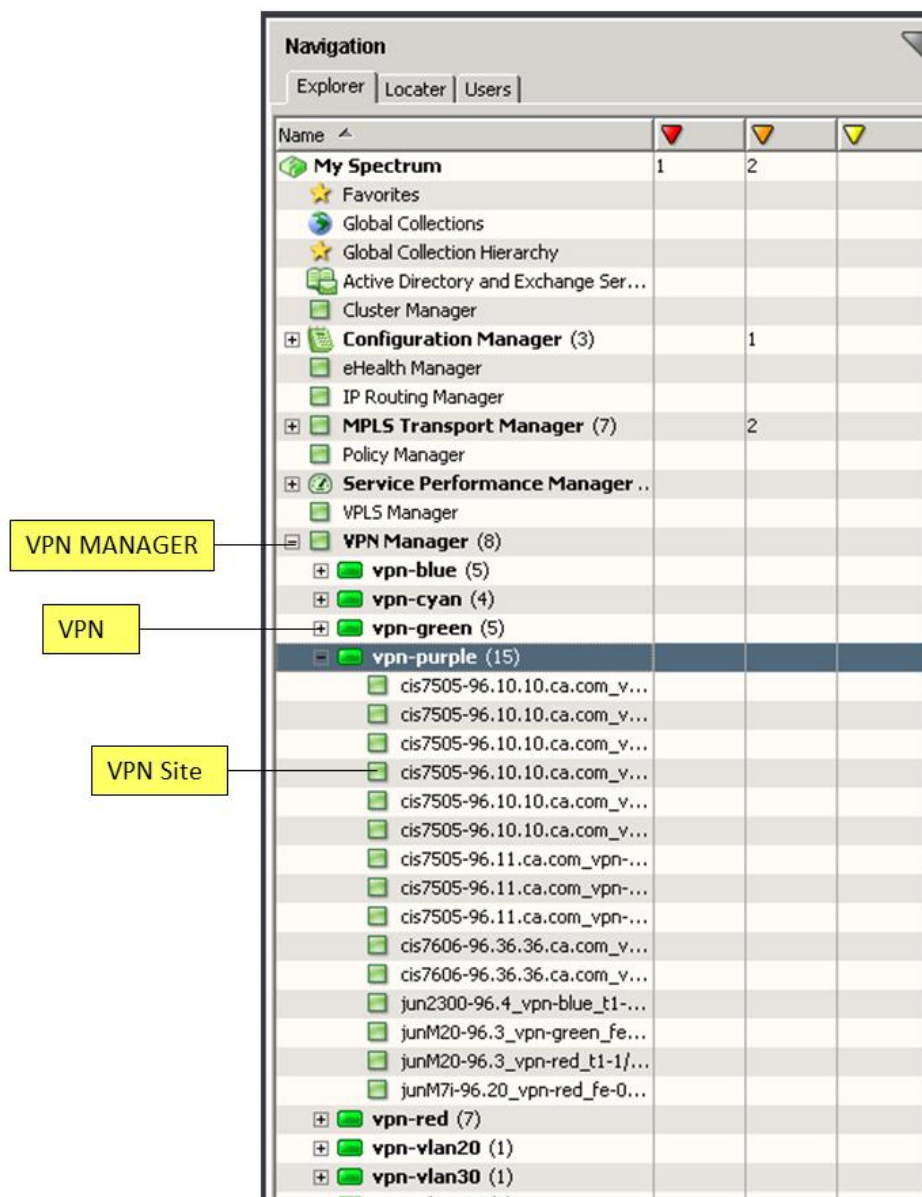 Navigation
Explorer Locater Users
Name
My Spectrum 1 2
Favorites
Global Collections
Global Collection Hierarchy
Active Directory and Exchange Ser...
Cluster Manager
Configuration Manager (3) 1
eHealth Manager
IP Routing Manager
MPLS Transport Manager (7) 2
Policy Manager
Service Performance Manager ..
VPLS Manager
VPN MANAGER
VPN Manager (8)
vpn-blue (5)
vpn-cyan (4)
VPN
vpn-green (5)
vpn-purple (15)
cis7505-96.10.10.ca.com_v...
cis7505-96.10.10.ca.com_v...
cis7505-96.10.10.ca.com_v...
VPN Site
cis7505-96.10.10.ca.com_v...
cis7505-96.10.10.ca.com_v...
cis7505-96.10.10.ca.com_v...
cis7505-96.11.ca.com_vpn-...
cis7505-96.11.ca.com_vpn-...
cis7505-96.11.ca.com_vpn-...
cis7606-96.36.36.ca.com_v...
cis7606-96.36.36.ca.com_v...
jun2300-96.4_vpn-blue_t1-...
junM20-96.3_vpn-green_fe...
junM20-96.3_vpn-red_t1-1/...
junM7i-96.20_vpn-red_fe-0...
vpn-red (7)
vpn-vlan20 (1)
vpn-vlan30 (1)